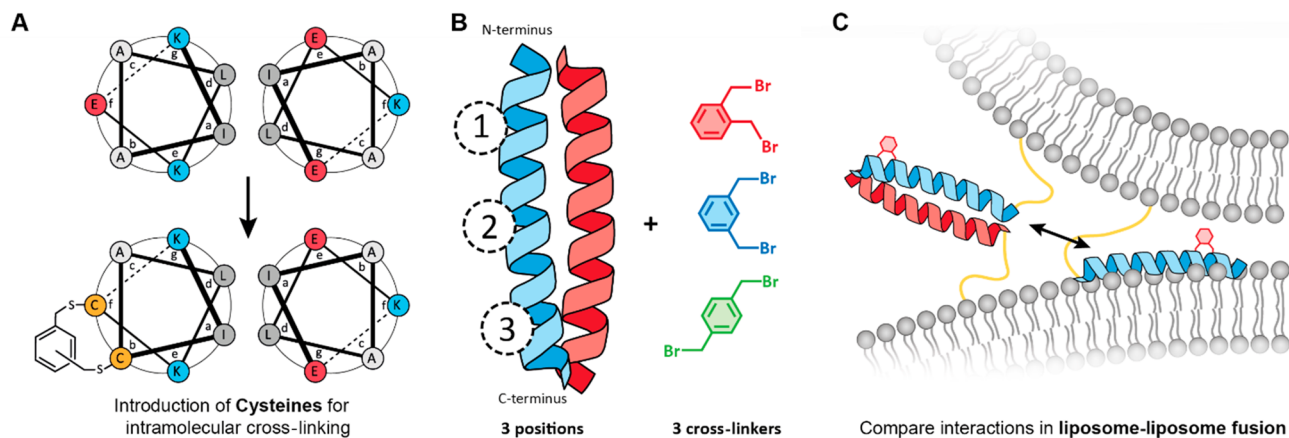 A
K
A
g
c
d
L
E
f
a
b
e
I
A
K
E
e
A
I
b
a
f
K
d
c
L
g
A
E
K
A
g
c
d
L
S
C
f
a
b
e
I
S
C
K
E
e
A
I
b
a
f
K
d
c
L
g
A
E
Introduction of Cysteines for
intramolecular cross-linking
B
N-terminus
1
2
3
C-terminus
3 positions
+
Br
Br
Br
Br
Br
Br
3 cross-linkers
C
Compare interactions in liposome-liposome fusion